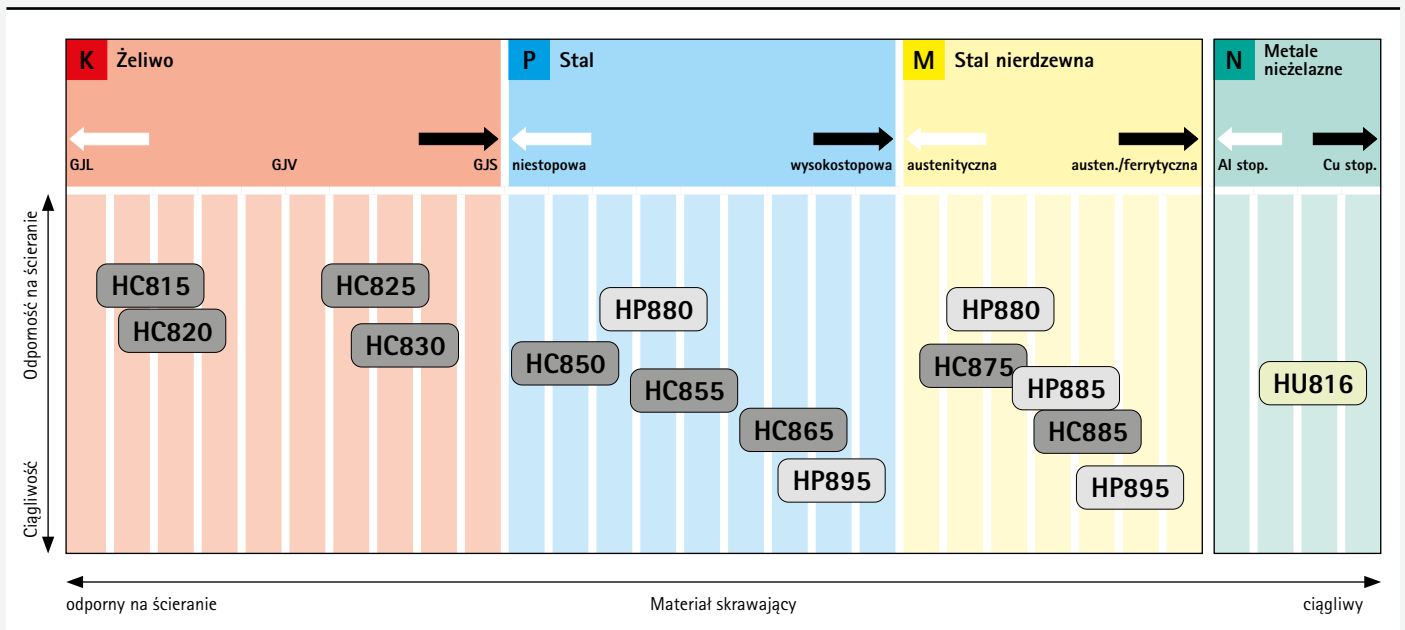 K Żeliwo
GJL GJV GJS
P Stal
niestopowa wysokostopowa
M Stal nierdzewna
austenityczna austen./ferrytyczna
N Metale
nieżelazne
Al stop. Cu stop.
Odporność na ścieranie
Ciągliwość
HC815
HC820
HC825
HC830
HP880
HC850
HC855
HC865
HP895
HP880
HC875
HP885
HC885
HP895
HU816
odporny na ścieranie Materiał skrawający ciągliwy